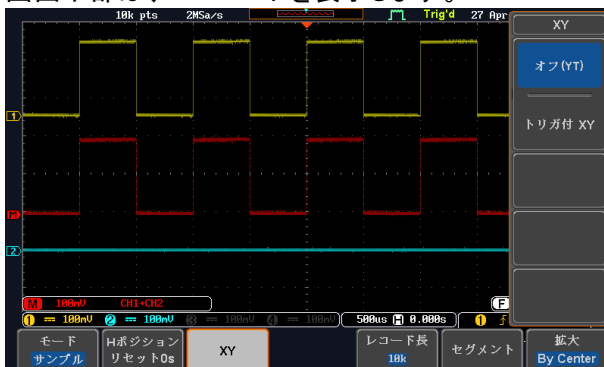 10k pts 2MSa/s Trig'd 27 Apr
XY
オフ(YT)
トリガ付 XY
1
M
2
M 100mV CH1+CH2
F
1 100mV 2 100mV 3 100mV 4 100mV 500us H 0.000s 1
モード
サンプル
Hポジション
リセット0s
XY
レコード長
10k
セグメント
拡大
By Center